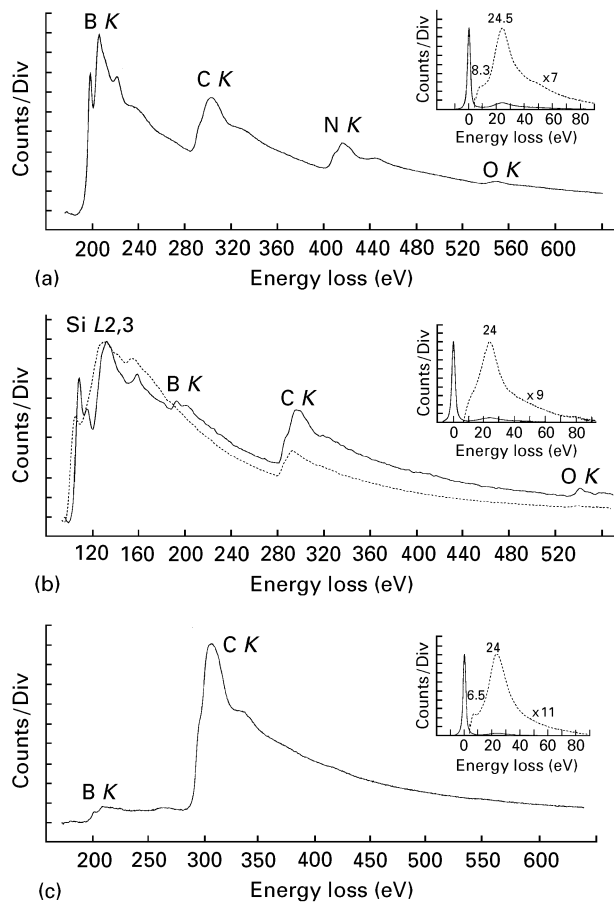 B K
C K
N K
O K
Counts/Div
200 240 280 320 360 400 440 480 520 560 600
Energy loss (eV)
(a)
24.5
8.3
x7
Counts/Div
0 20 40 60 80
Energy loss (eV)
Si L2,3
B K
C K
O K
Counts/Div
120 160 200 240 280 320 360 400 440 480 520
Energy loss (eV)
(b)
24
x9
Counts/Div
0 20 40 60 80
Energy loss (eV)
C K
B K
Counts/Div
200 250 300 350 400 450 500 550 600
Energy loss (eV)
(c)
24
6.5
x11
Counts/Div
0 20 40 60 80
Energy loss (eV)